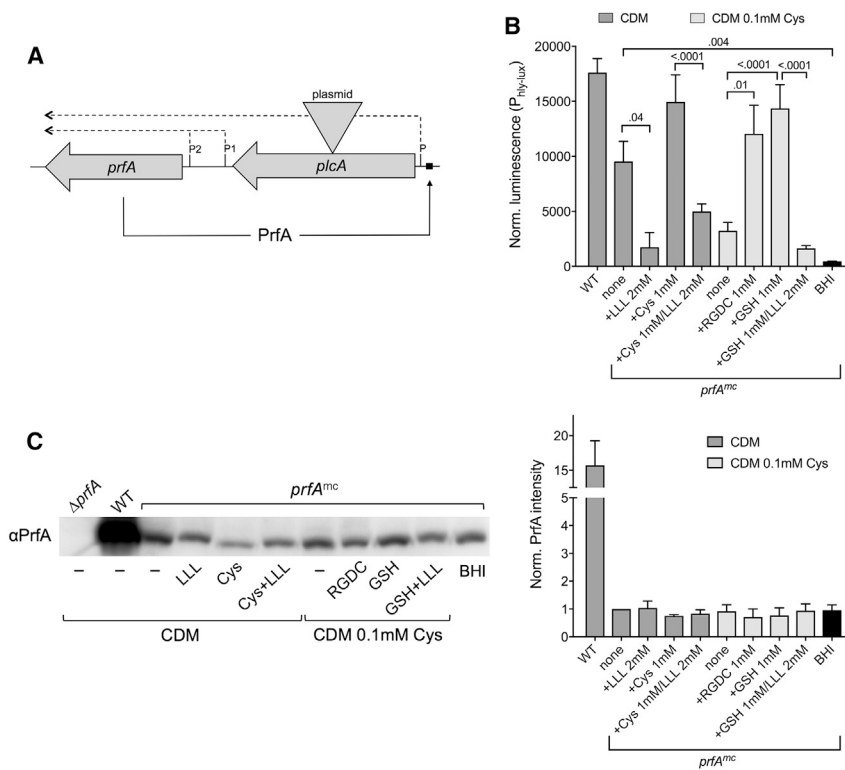 A
plasmid
P2
P1
P
prfA
plcA
PrfA
B
CDM
CDM 0.1mM Cys
Norm. luminescence (Phly-lux)
20000
15000
10000
5000
0
.004
<.0001
<.0001
<.0001
.01
.04
WT
none
+LLL 2mM
+Cys 1mM
+Cys 1mM/LLL 2mM
none
+RGDC 1mM
+GSH 1mM
+GSH 1mM/LLL 2mM
BHI
prfAmc
C
ΔprfA
WT
prfAmc
αPrfA
–
–
–
LLL
Cys
Cys+LLL
–
RGDC
GSH
GSH+LLL
BHI
CDM
CDM 0.1mM Cys
CDM
CDM 0.1mM Cys
Norm. PrfA intensity
20
15
6
5
4
3
2
1
0
WT
none
+LLL 2mM
+Cys 1mM
+Cys 1mM/LLL 2mM
none
+RGDC 1mM
+GSH 1mM
+GSH 1mM/LLL 2mM
BHI
prfAmc